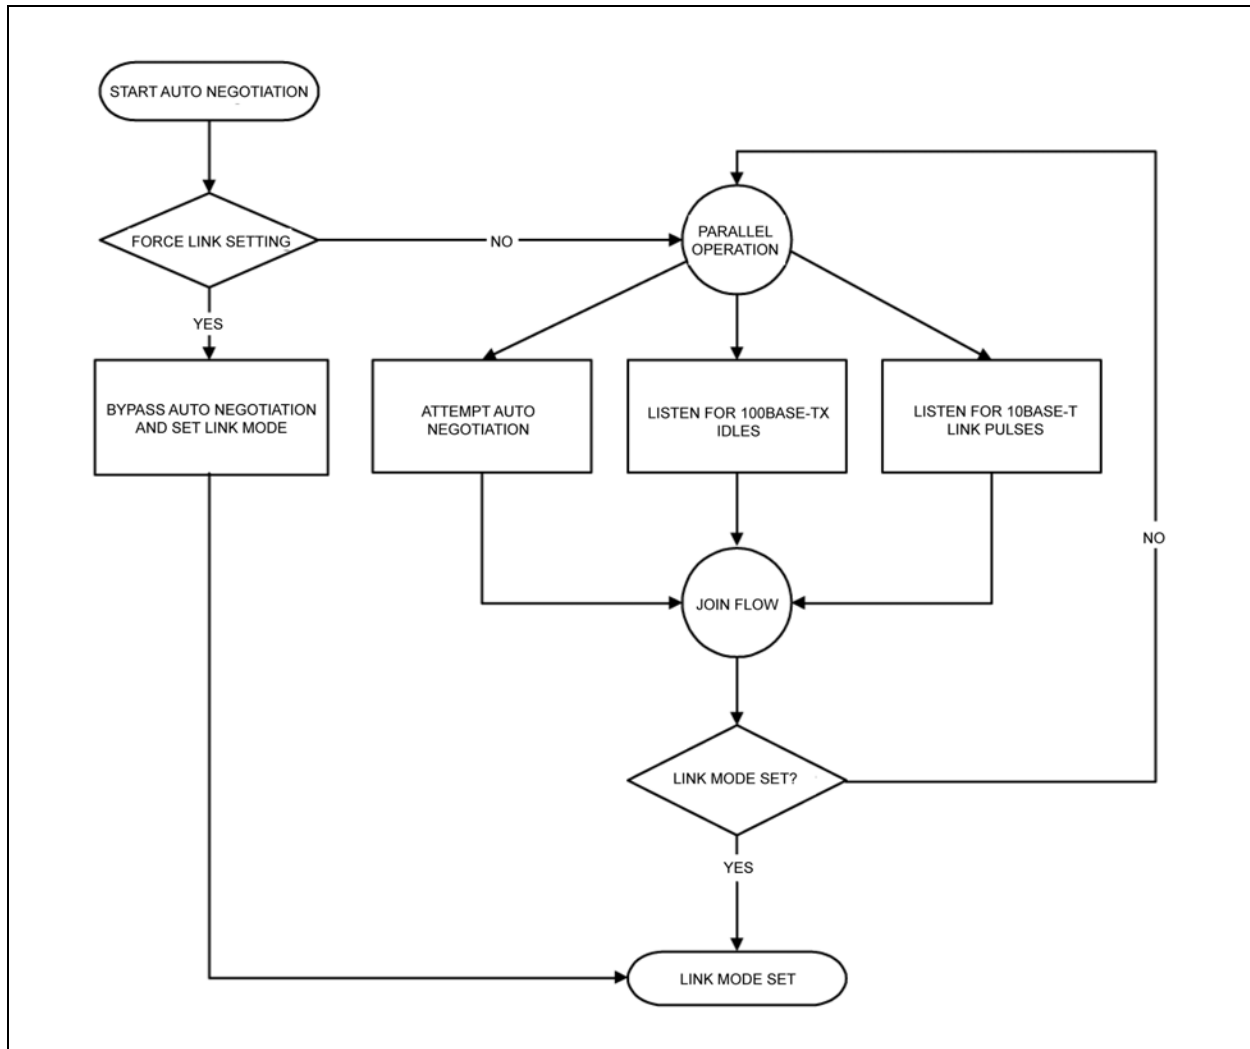 START AUTO NEGOTIATION
FORCE LINK SETTING
NO
PARALLEL
OPERATION
YES
BYPASS AUTO NEGOTIATION
AND SET LINK MODE
ATTEMPT AUTO
NEGOTIATION
LISTEN FOR 100BASE-TX
IDLES
LISTEN FOR 10BASE-T
LINK PULSES
NO
JOIN FLOW
LINK MODE SET?
YES
LINK MODE SET